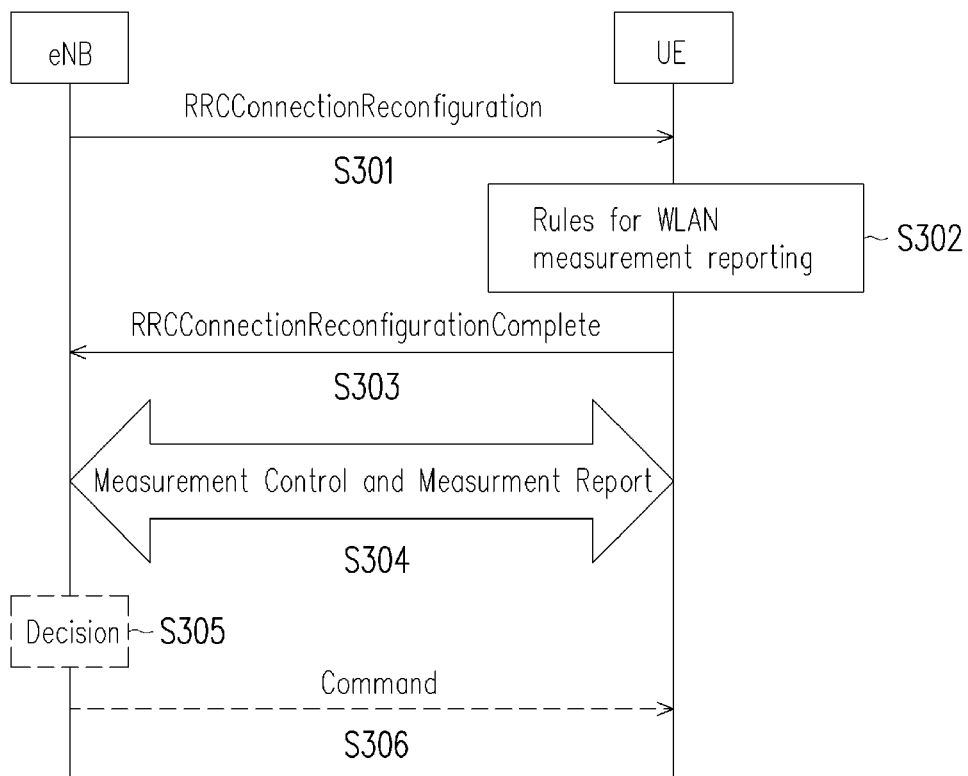 eNB
UE
RRCConnectionReconfiguration
S301
Rules for WLAN
measurement reporting
S302
RRCConnectionReconfigurationComplete
S303
Measurement Control and Measurment Report
S304
Decision
S305
Command
S306